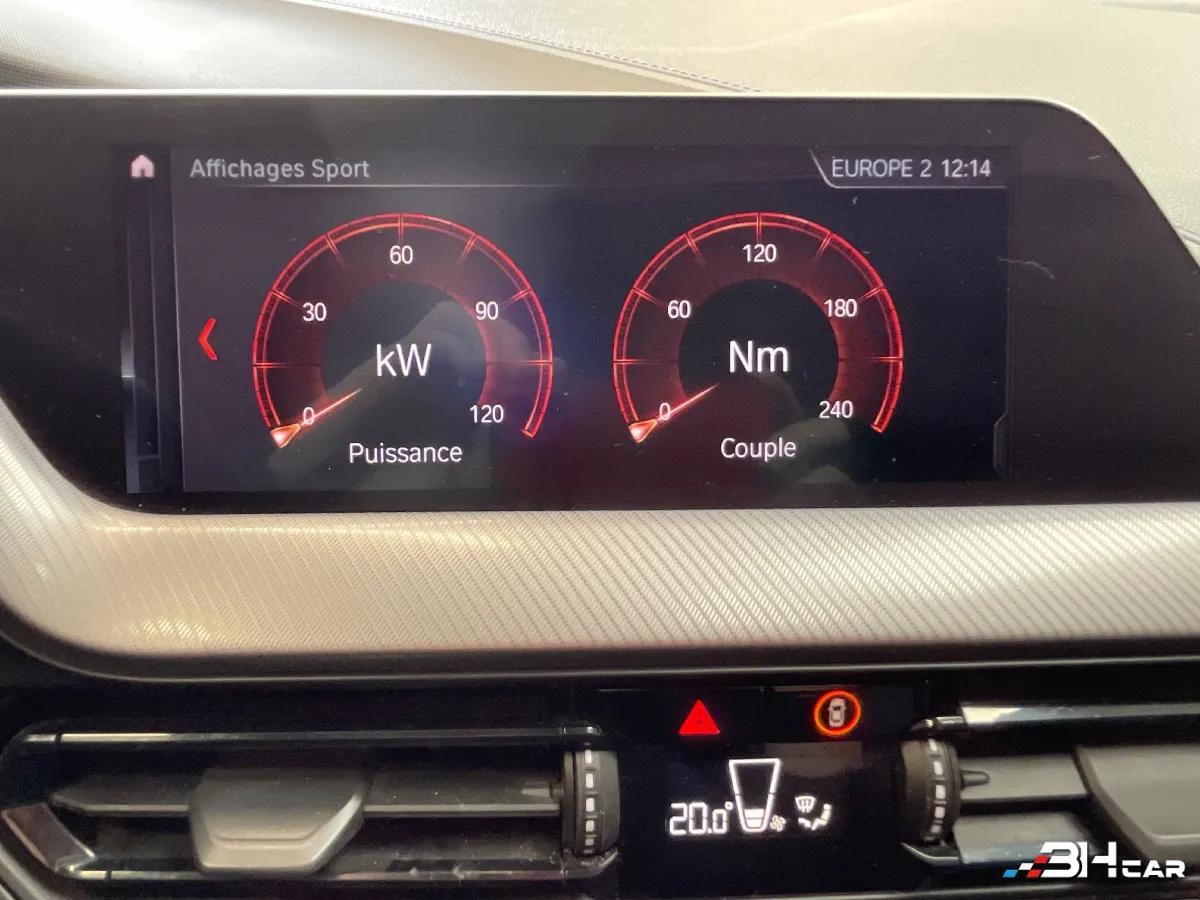 Affichages Sport
EUROPE 2 12:14
60
30
90
kW
0
120
Puissance
120
60
180
Nm
0
240
Couple
20.0°
3HCAR